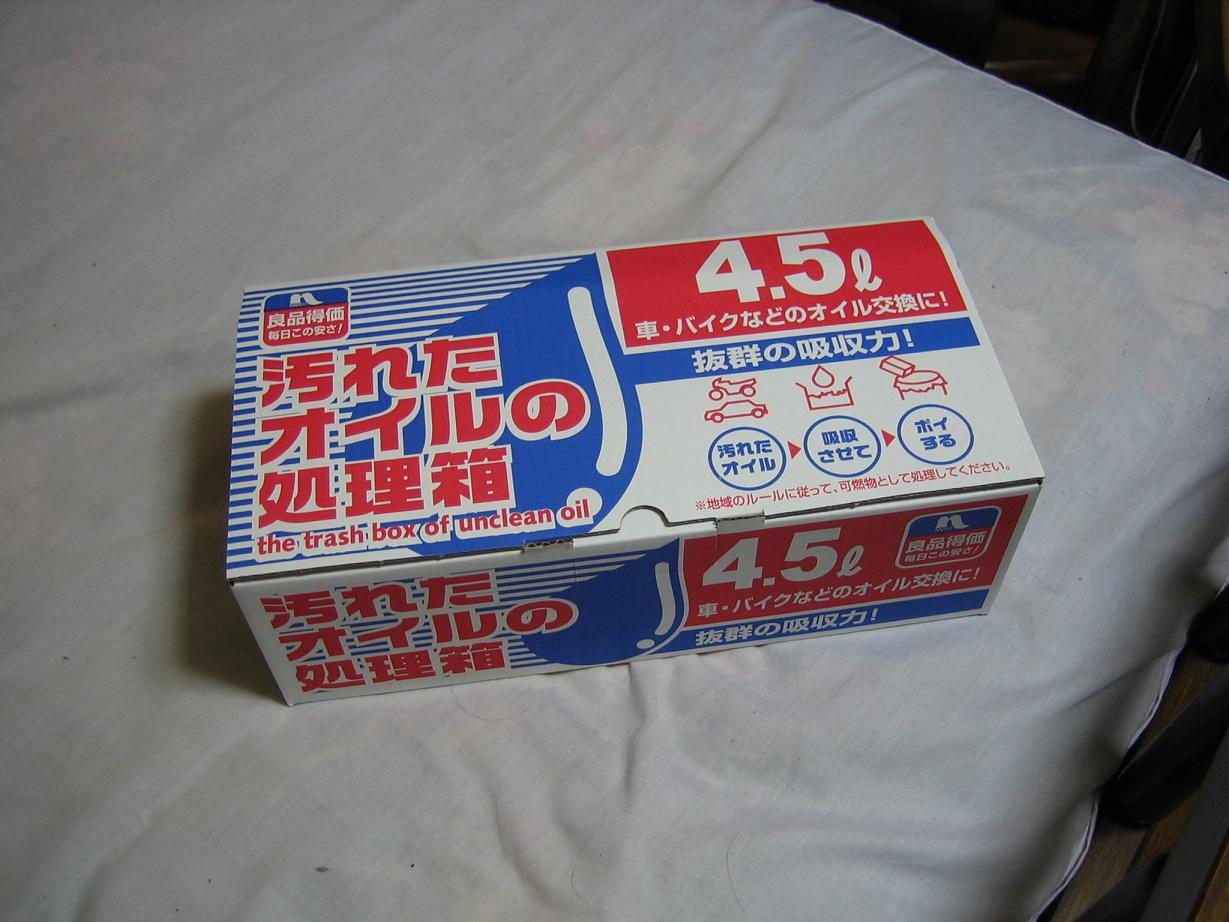 良品得価
毎日この安さ!
汚れた
オイルの
処理箱
the trash box of unclean oil
4.5ℓ
車・バイクなどのオイル交換に!
抜群の吸収力!
汚れた
オイル
吸収
させて
ポイ
する
※地域のルールに従って、可燃物として処理してください。
汚れた
オイルの
処理箱
4.5ℓ
車・バイクなどのオイル交換に!
抜群の吸収力!
良品得価
毎日この安さ!